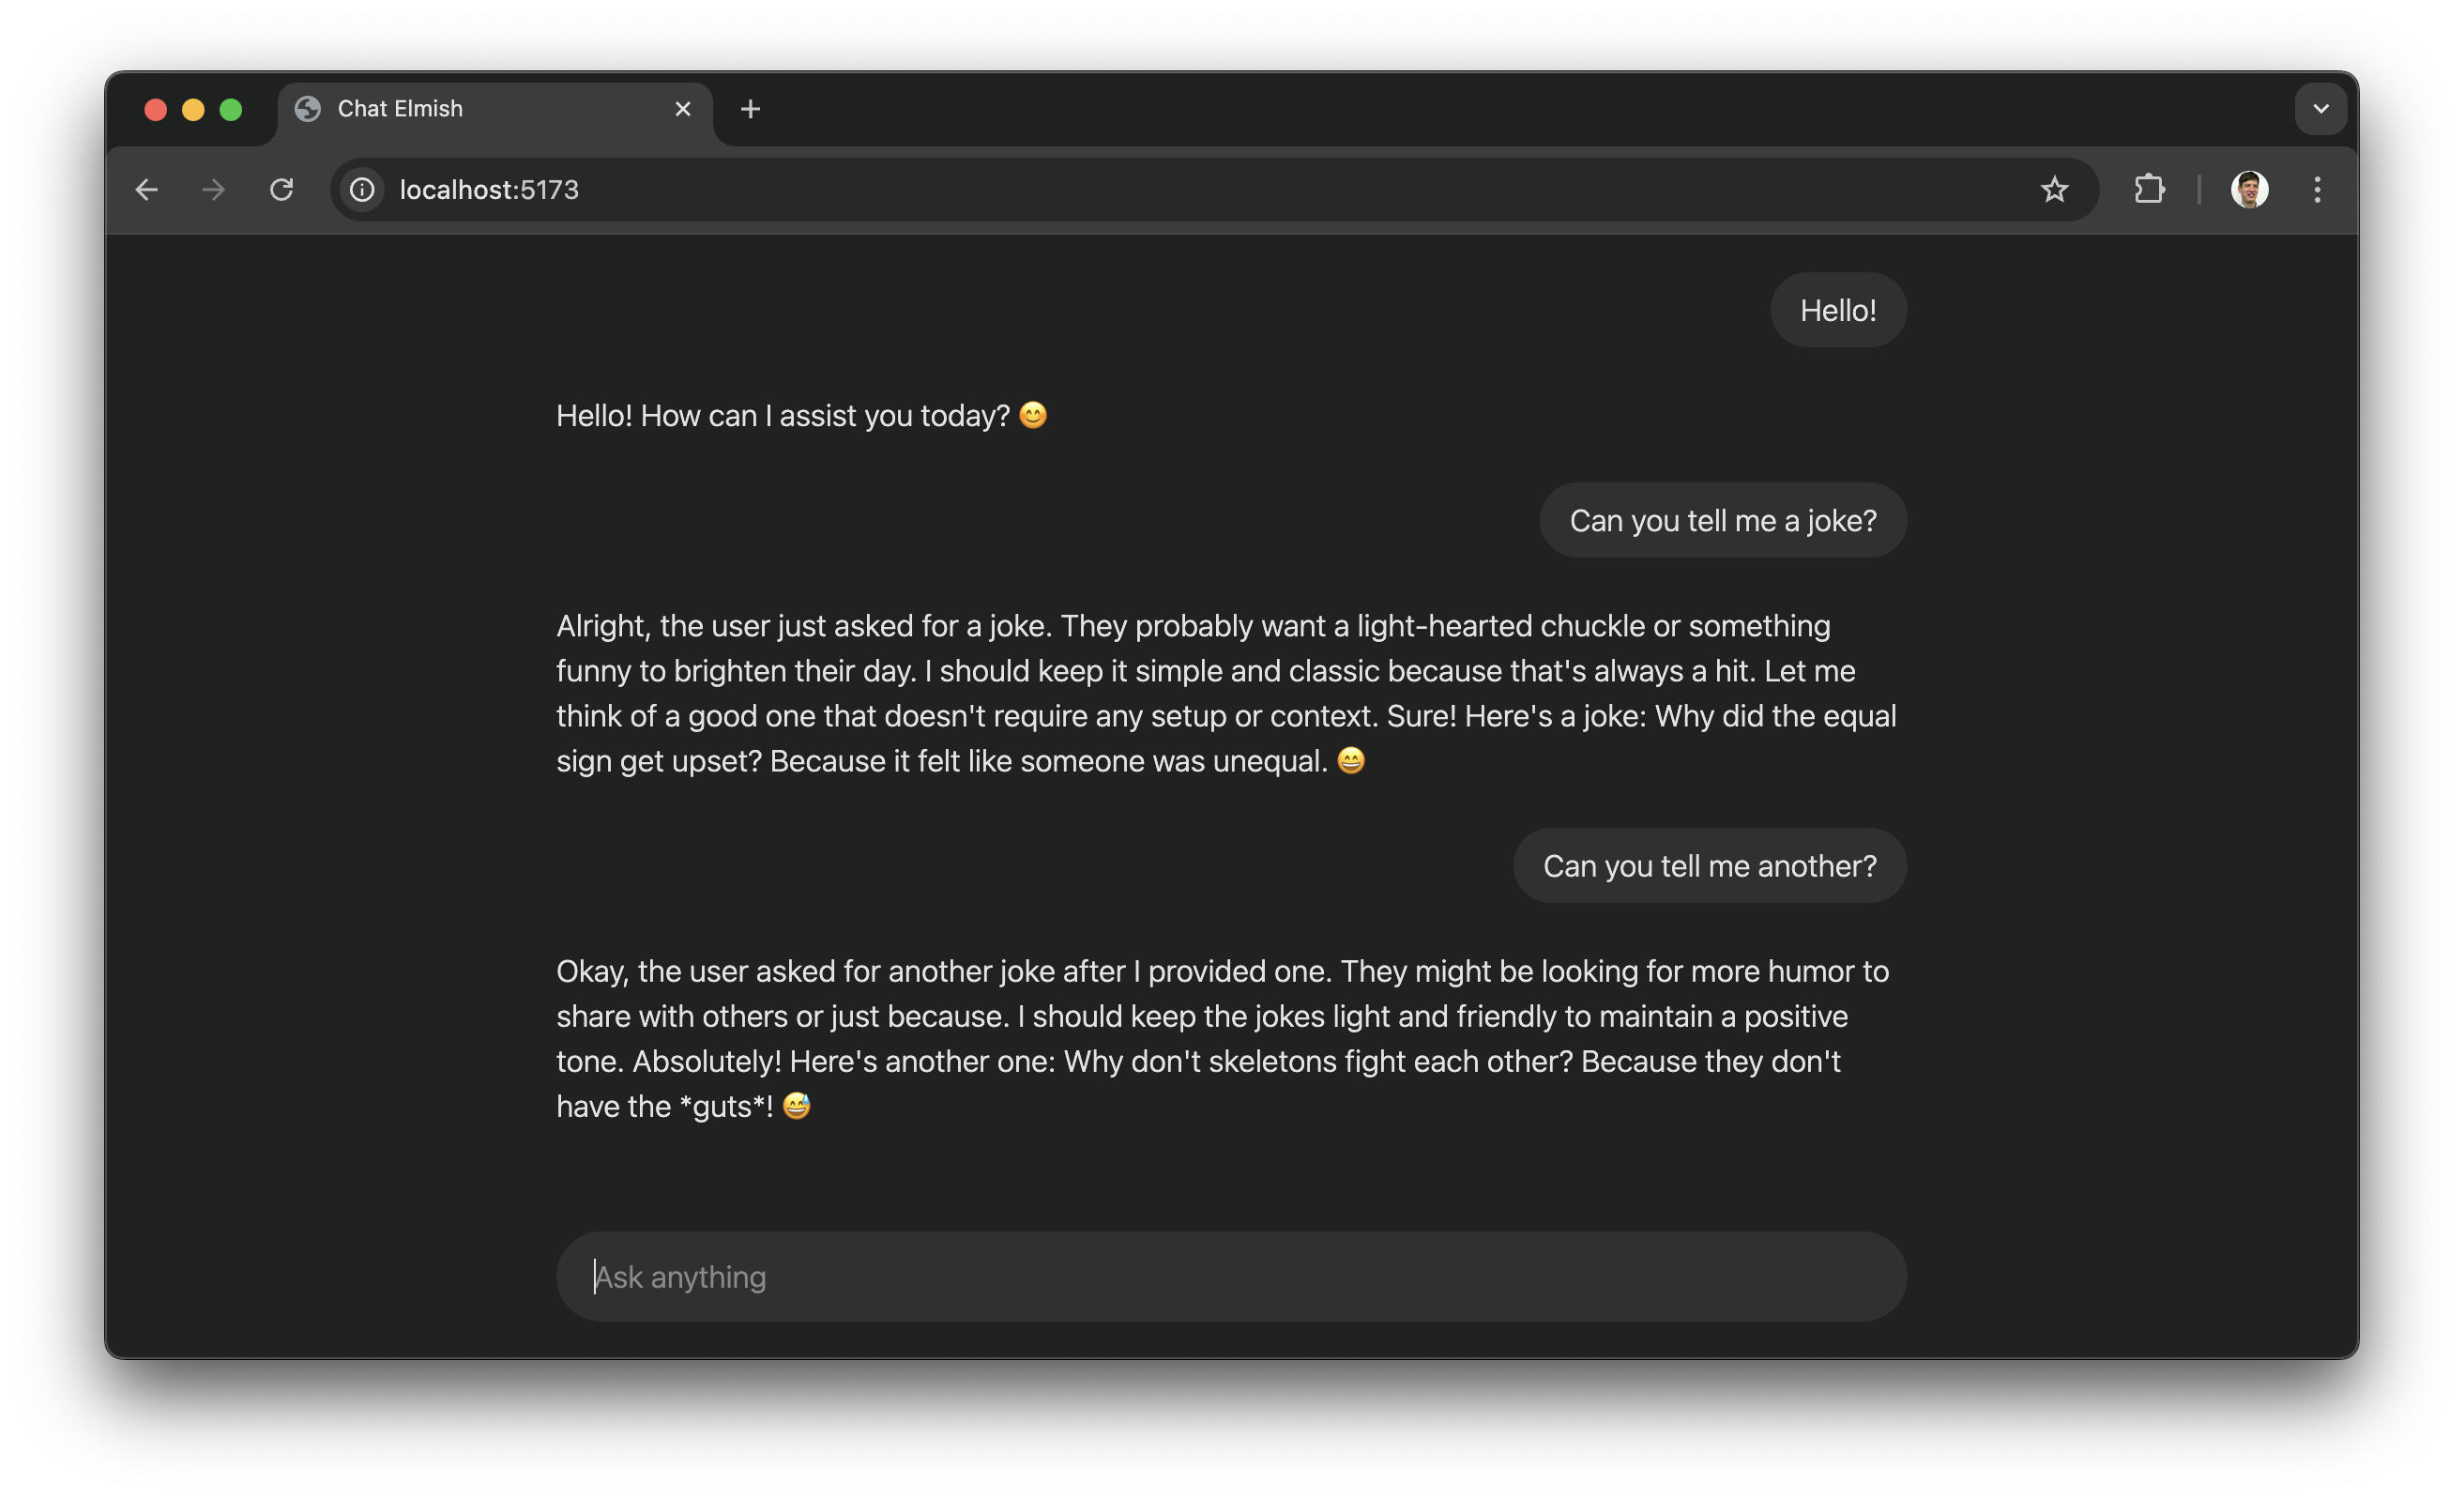 Chat Elmish
localhost:5173
Hello!
Hello! How can I assist you today? 😊
Can you tell me a joke?
Alright, the user just asked for a joke. They probably want a light-hearted chuckle or something
funny to brighten their day. I should keep it simple and classic because that's always a hit. Let me
think of a good one that doesn't require any setup or context. Sure! Here's a joke: Why did the equal
sign get upset? Because it felt like someone was unequal. 😄
Can you tell me another?
Okay, the user asked for another joke after I provided one. They might be looking for more humor to
share with others or just because. I should keep the jokes light and friendly to maintain a positive
tone. Absolutely! Here's another one: Why don't skeletons fight each other? Because they don't
have the *guts*! 😅
Ask anything